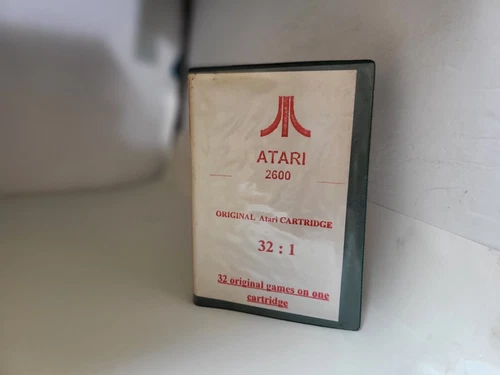 ATARI
2600
ORIGINAL Atari CARTRIDGE
32 : 1
32 original games on one
cartridge